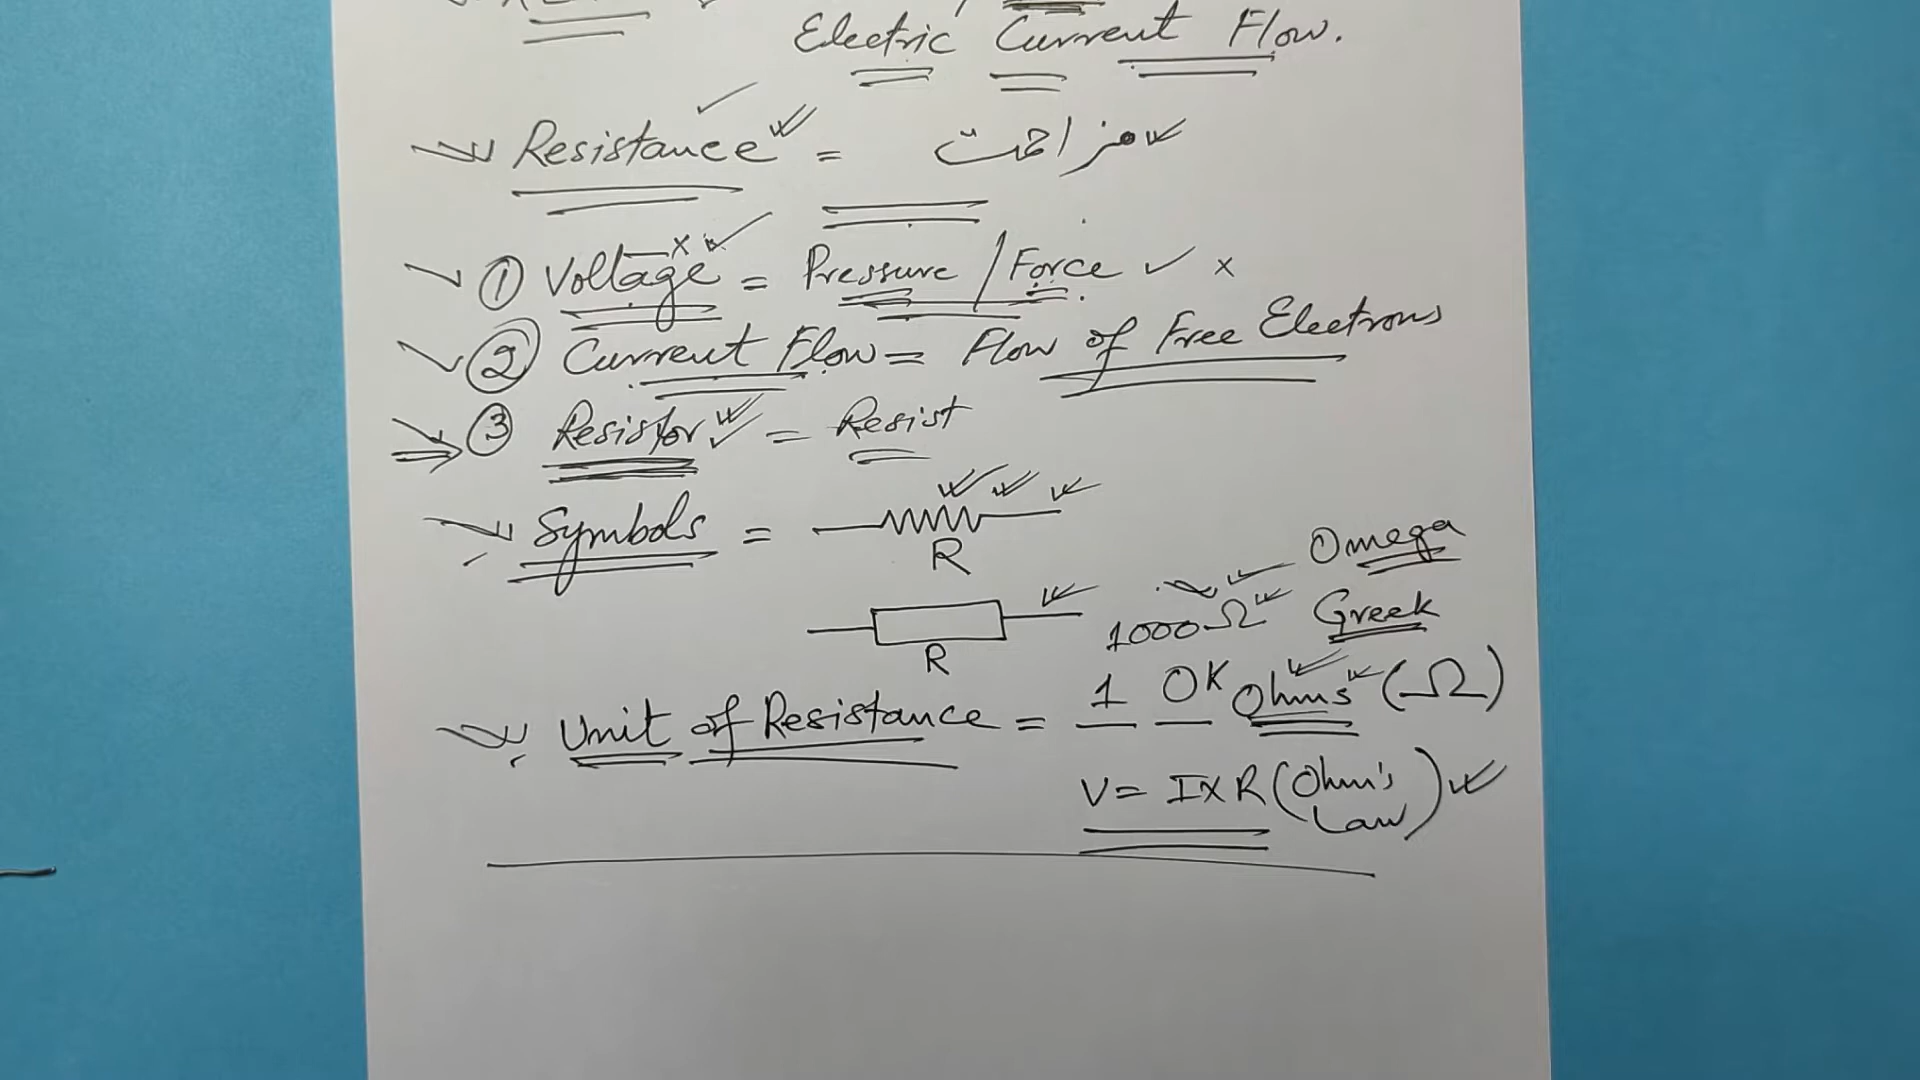 Electric Current Flow.
Resistance = مزاحمت
① Voltage = Pressure / Force
② Current Flow = Flow of Free Electrons
③ Resistor = Resist
Symbols =
R
Omega
R
1000Ω Greek
Unit of Resistance = 1 OK Ohms (Ω)
V = I x R (Ohm's Law)